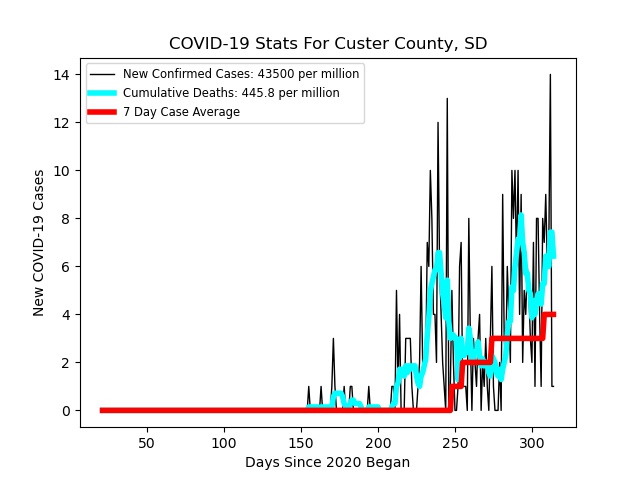 COVID-19 Stats For Custer County, SD
New Confirmed Cases: 43500 per million
Cumulative Deaths: 445.8 per million
7 Day Case Average
New COVID-19 Cases
14
12
10
8
6
4
2
0
50 100 150 200 250 300
Days Since 2020 Began